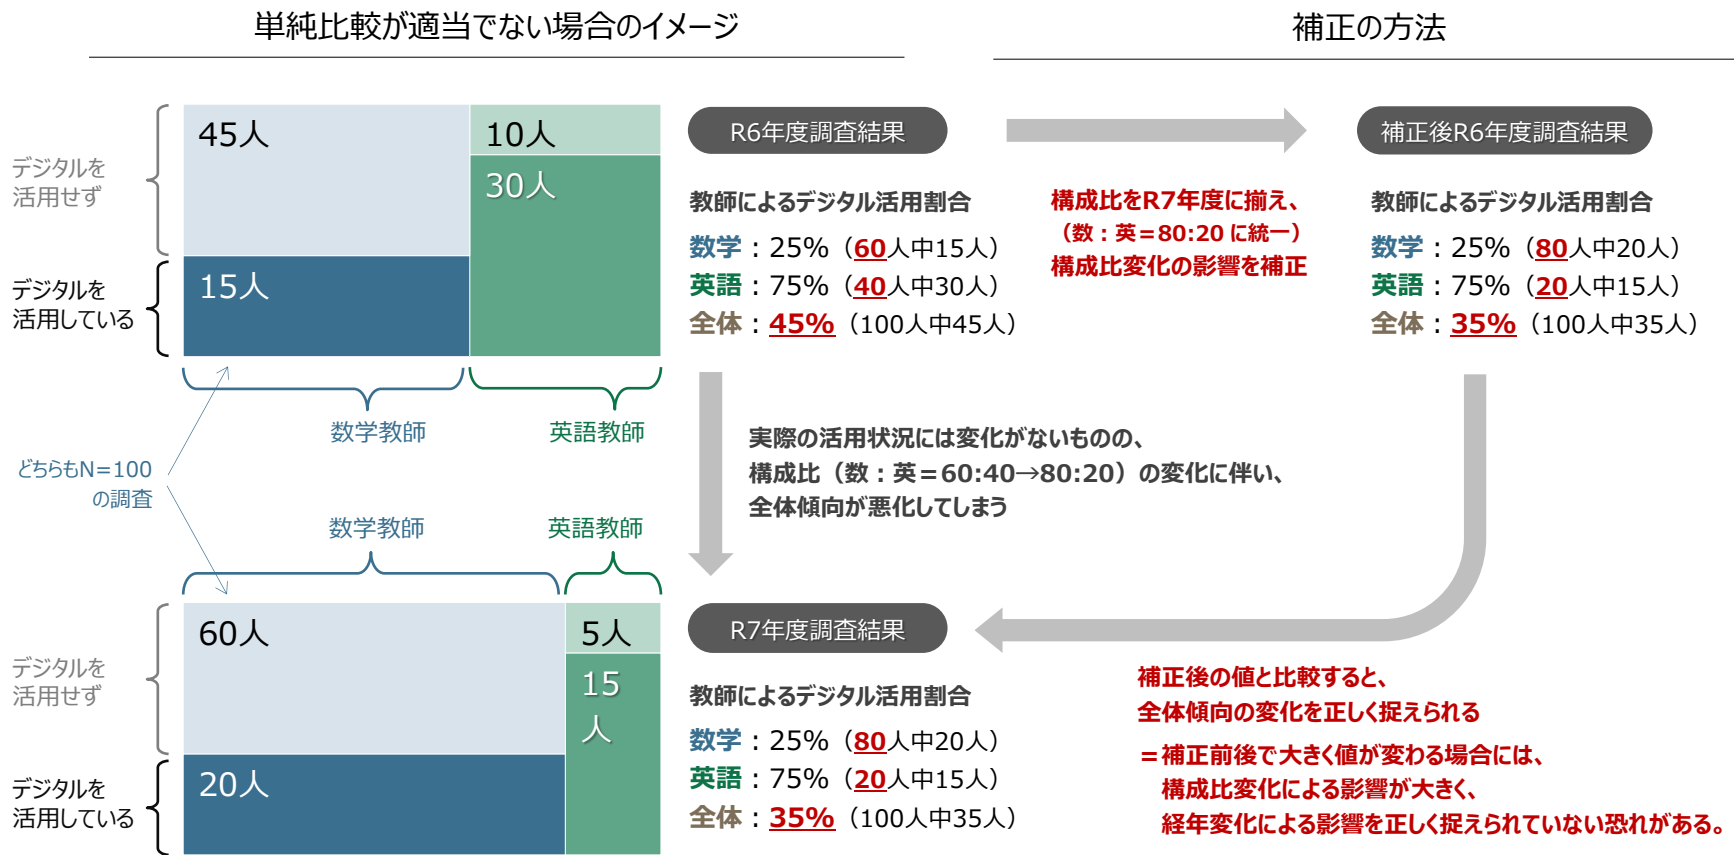 単純比較が適当でない場合のイメージ
補正の方法
デジタルを
活用せず
デジタルを
活用している
45人
10人
30人
15人
数学教師
英語教師
R6年度調査結果
教師によるデジタル活用割合
数学：25%（60人中15人）
英語：75%（40人中30人）
全体：45%（100人中45人）
構成比をR7年度に揃え、
（数：英＝80:20 に統一）
構成比変化の影響を補正
補正後R6年度調査結果
教師によるデジタル活用割合
数学：25%（80人中20人）
英語：75%（20人中15人）
全体：35%（100人中35人）
どちらもN=100
の調査
実際の活用状況には変化がないものの、
構成比（数：英＝60:40→80:20）の変化に伴い、
全体傾向が悪化してしまう
数学教師
英語教師
デジタルを
活用せず
デジタルを
活用している
60人
5人
15
人
20人
R7年度調査結果
教師によるデジタル活用割合
数学：25%（80人中20人）
英語：75%（20人中15人）
全体：35%（100人中35人）
補正後の値と比較すると、
全体傾向の変化を正しく捉えられる
＝補正前後で大きく値が変わる場合には、
構成比変化による影響が大きく、
経年変化による影響を正しく捉えられていない恐れがある。